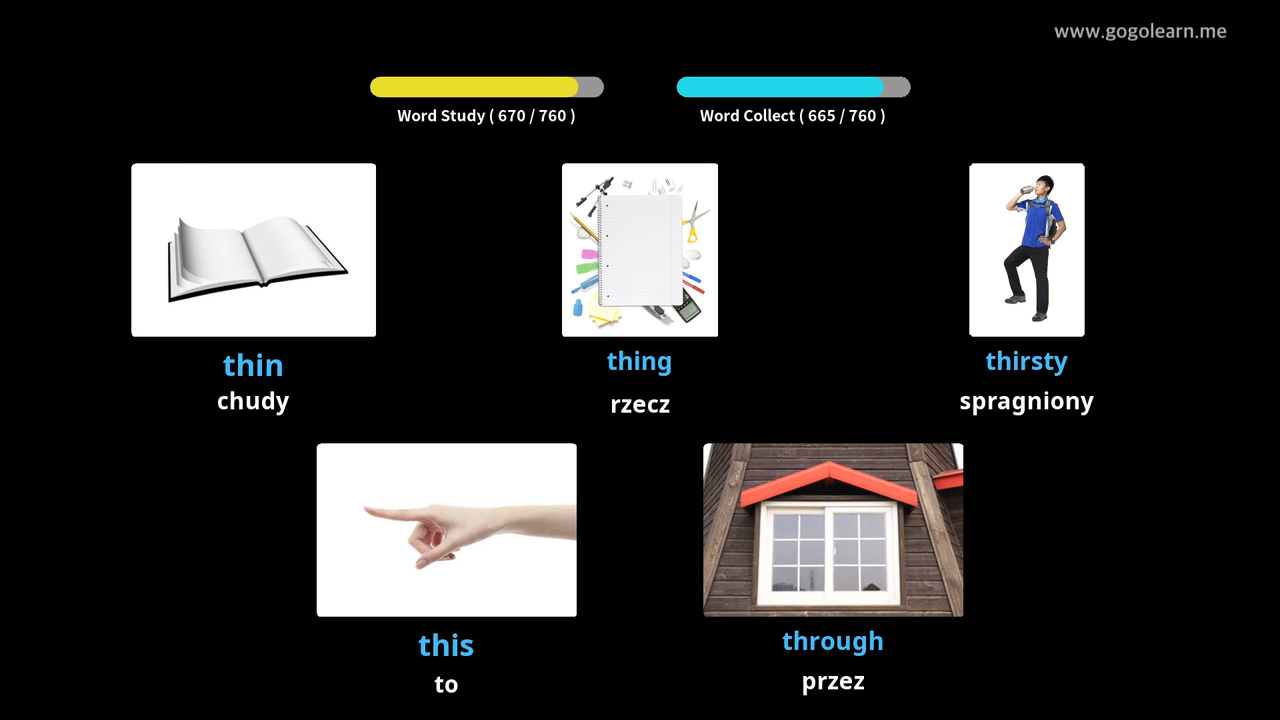 www.gogolearn.me
Word Study ( 670 / 760 )
Word Collect ( 665 / 760 )
thin
chudy
thing
rzecz
thirsty
spragniony
this
to
through
przez